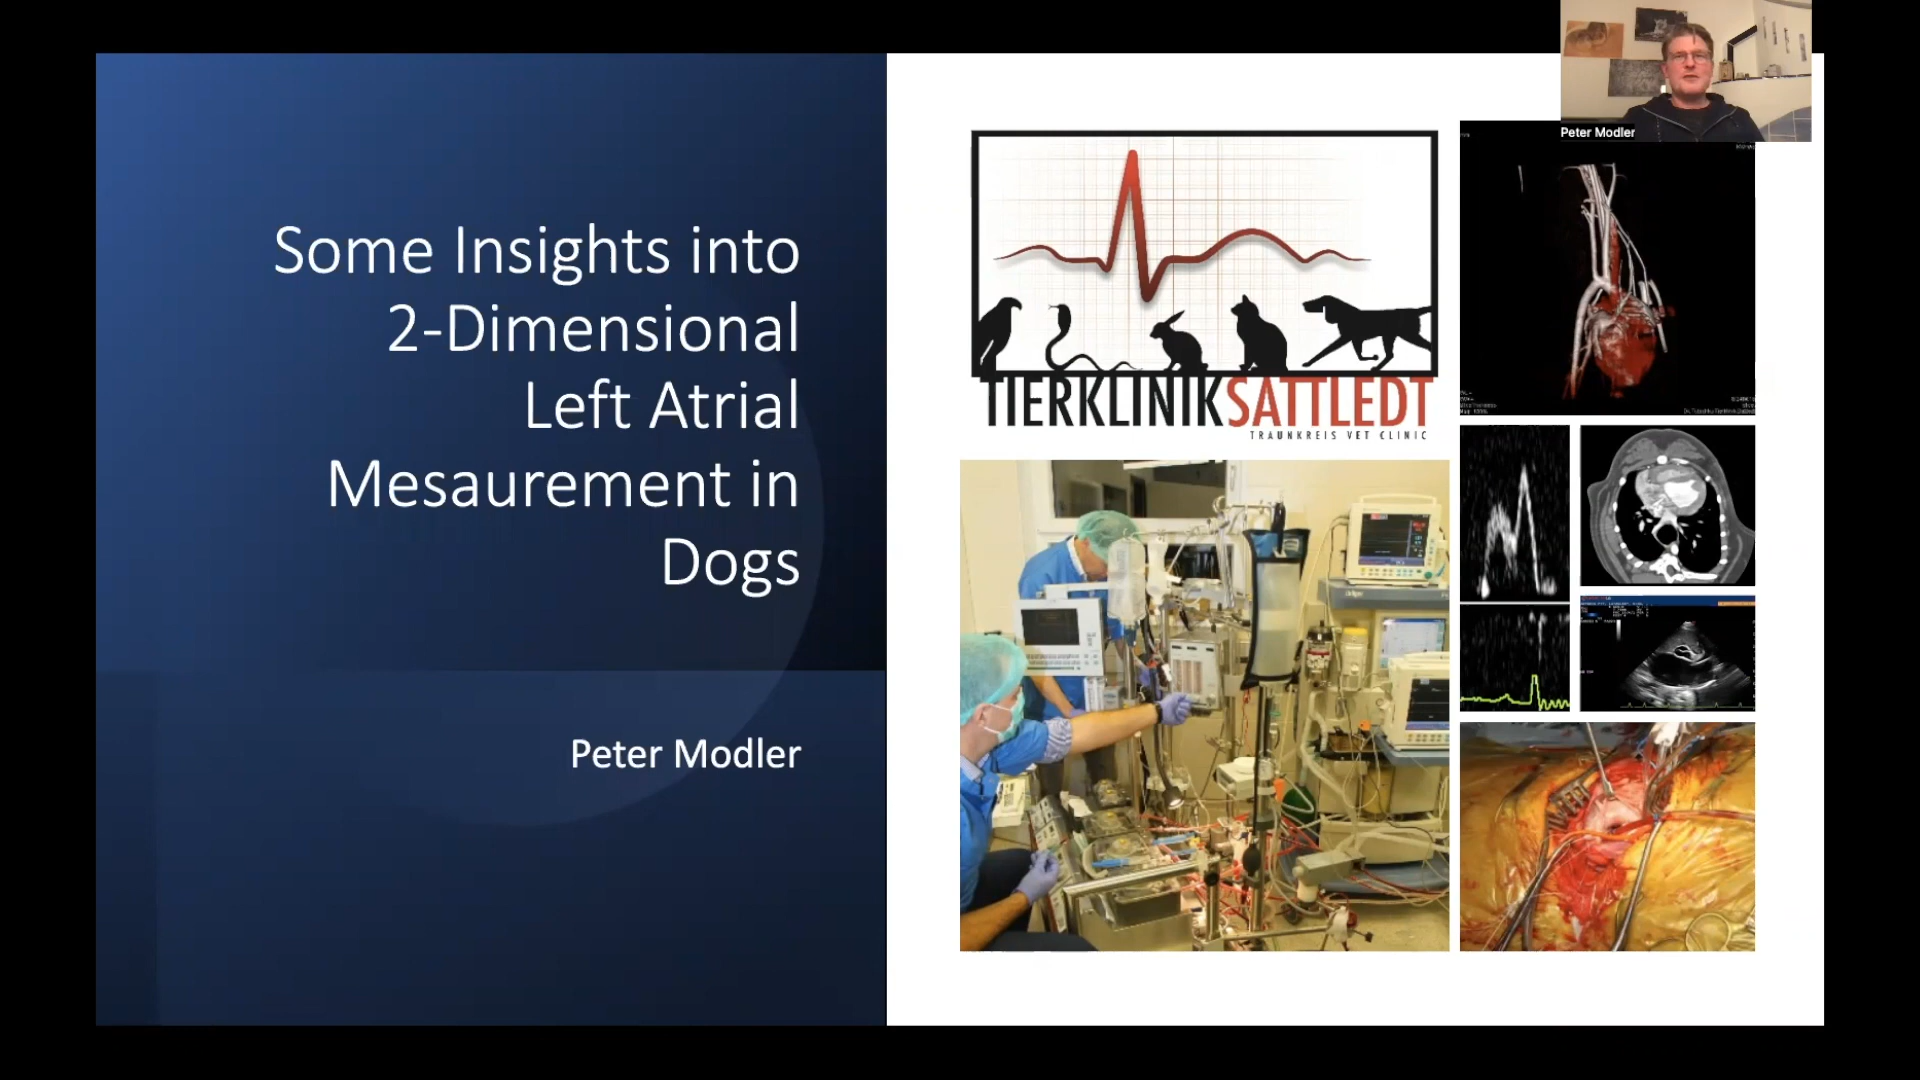 Some Insights into
2-Dimensional
Left Atrial
Mesaurement in
Dogs
Peter Modler
TIERKLINIKSATTLEDT
TRAUNKREIS VET CLINIC
Peter Modler